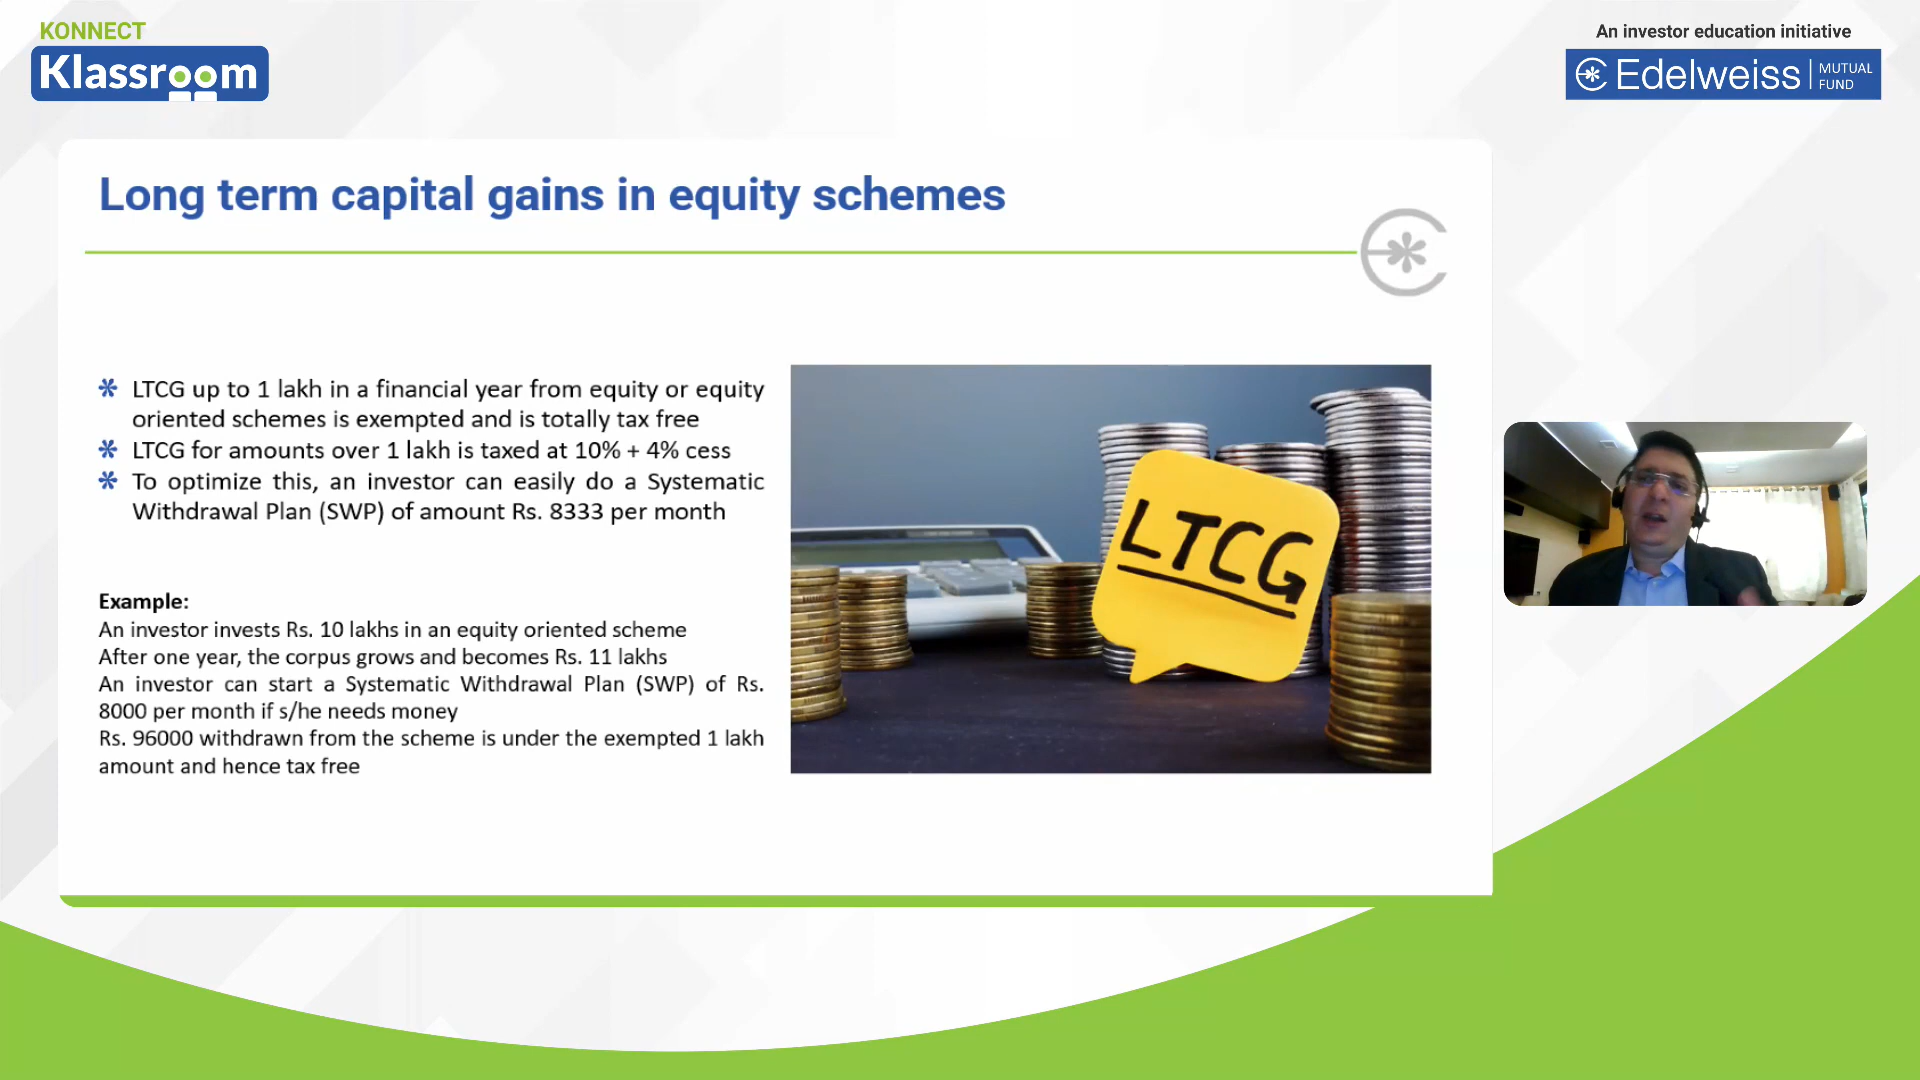 KONNECT
Klassroom
An investor education initiative
Edelweiss
MUTUAL
FUND
Long term capital gains in equity schemes
LTCG up to 1 lakh in a financial year from equity or equity
oriented schemes is exempted and is totally tax free
LTCG for amounts over 1 lakh is taxed at 10% + 4% cess
To optimize this, an investor can easily do a Systematic
Withdrawal Plan (SWP) of amount Rs. 8333 per month
Example:
An investor invests Rs. 10 lakhs in an equity oriented scheme
After one year, the corpus grows and becomes Rs. 11 lakhs
An investor can start a Systematic Withdrawal Plan (SWP) of Rs.
8000 per month if s/he needs money
Rs. 96000 withdrawn from the scheme is under the exempted 1 lakh
amount and hence tax free
LTCG